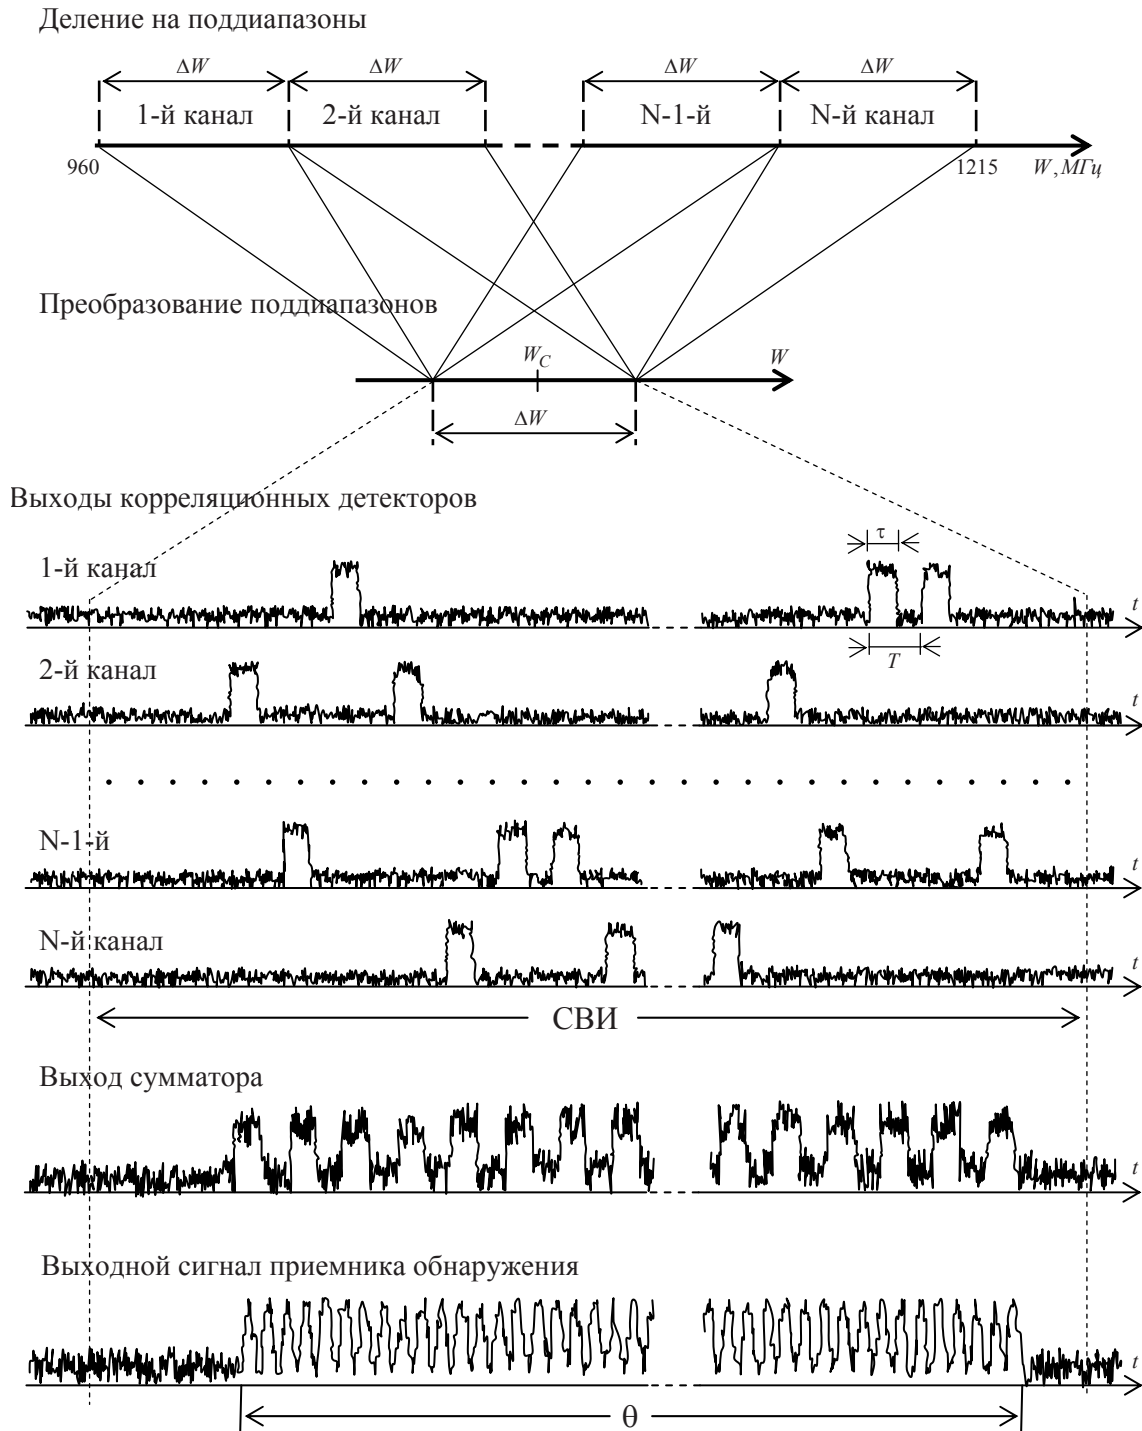 Деление на поддиапазоны
ΔW ΔW ΔW ΔW
1-й канал 2-й канал N-1-й N-й канал
960 1215 W, МГц
Преобразование поддиапазонов
W_C W
ΔW
Выходы корреляционных детекторов
τ
1-й канал
t
T
2-й канал
t
N-1-й
t
N-й канал
t
СВИ
Выход сумматора
t
Выходной сигнал приемника обнаружения
t
θ